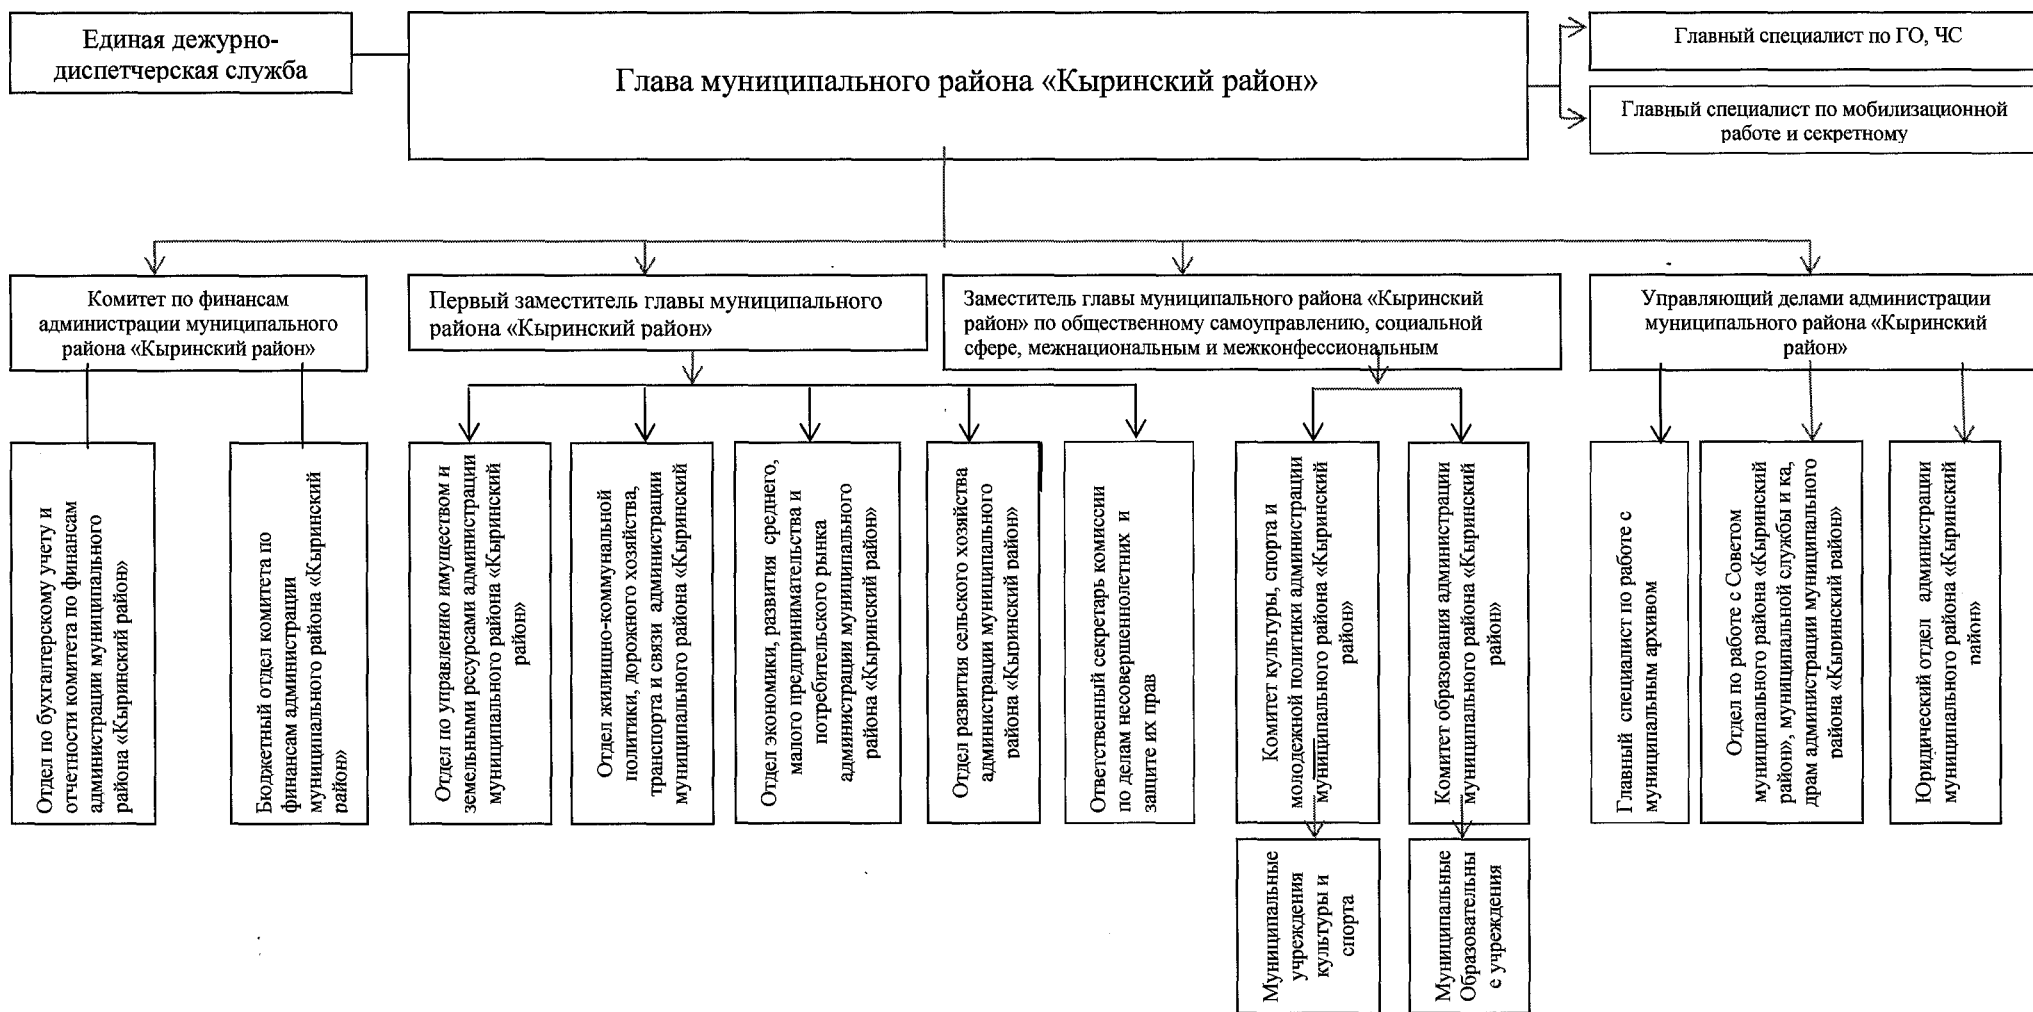 Единая дежурно-
диспетчерская служба
Глава муниципального района «Кыринский район»
Главный специалист по ГО, ЧС
Главный специалист по мобилизационной
работе и секретному
Комитет по финансам
администрации муниципального
района «Кыринский район»
Первый заместитель главы муниципального
района «Кыринский район»
Заместитель главы муниципального района «Кыринский
район» по общественному самоуправлению, социальной
сфере, межнациональным и межконфессиональным
Управляющий делами администрации
муниципального района «Кыринский
район»
Отдел по бухгалтерскому учету и
отчетности комитета по финансам
администрации муниципального
района «Кыринский район»
Бюджетный отдел комитета по
финансам администрации
муниципального района «Кыринский
район»
Отдел по управлению имуществом и
земельными ресурсами администрации
муниципального района «Кыринский
район»
Отдел жилищно-коммунальной
политики, дорожного хозяйства,
транспорта и связи администрации
муниципального района «Кыринский
Отдел экономики, развития среднего,
малого предпринимательства и
потребительского рынка
администрации муниципального
района «Кыринский район»
Отдел развития сельского хозяйства
администрации муниципального
района «Кыринский район»
Ответственный секретарь комиссии
по делам несовершеннолетних и
защите их прав
Комитет культуры, спорта и
молодежной политики администрации
муниципального района «Кыринский
район»
Комитет образования администрации
муниципального района «Кыринский
район»
Главный специалист по работе с
муниципальным архивом
Отдел по работе с Советом
муниципального района «Кыринский
район», муниципальной службы и ка,
драм администрации муниципального
района «Кыринский район»
Юридический отдел администрации
муниципального района «Кыринский
район»
Муниципальные
учреждения
культуры и
спорта
Муниципальные
Образовательны
е учреждения